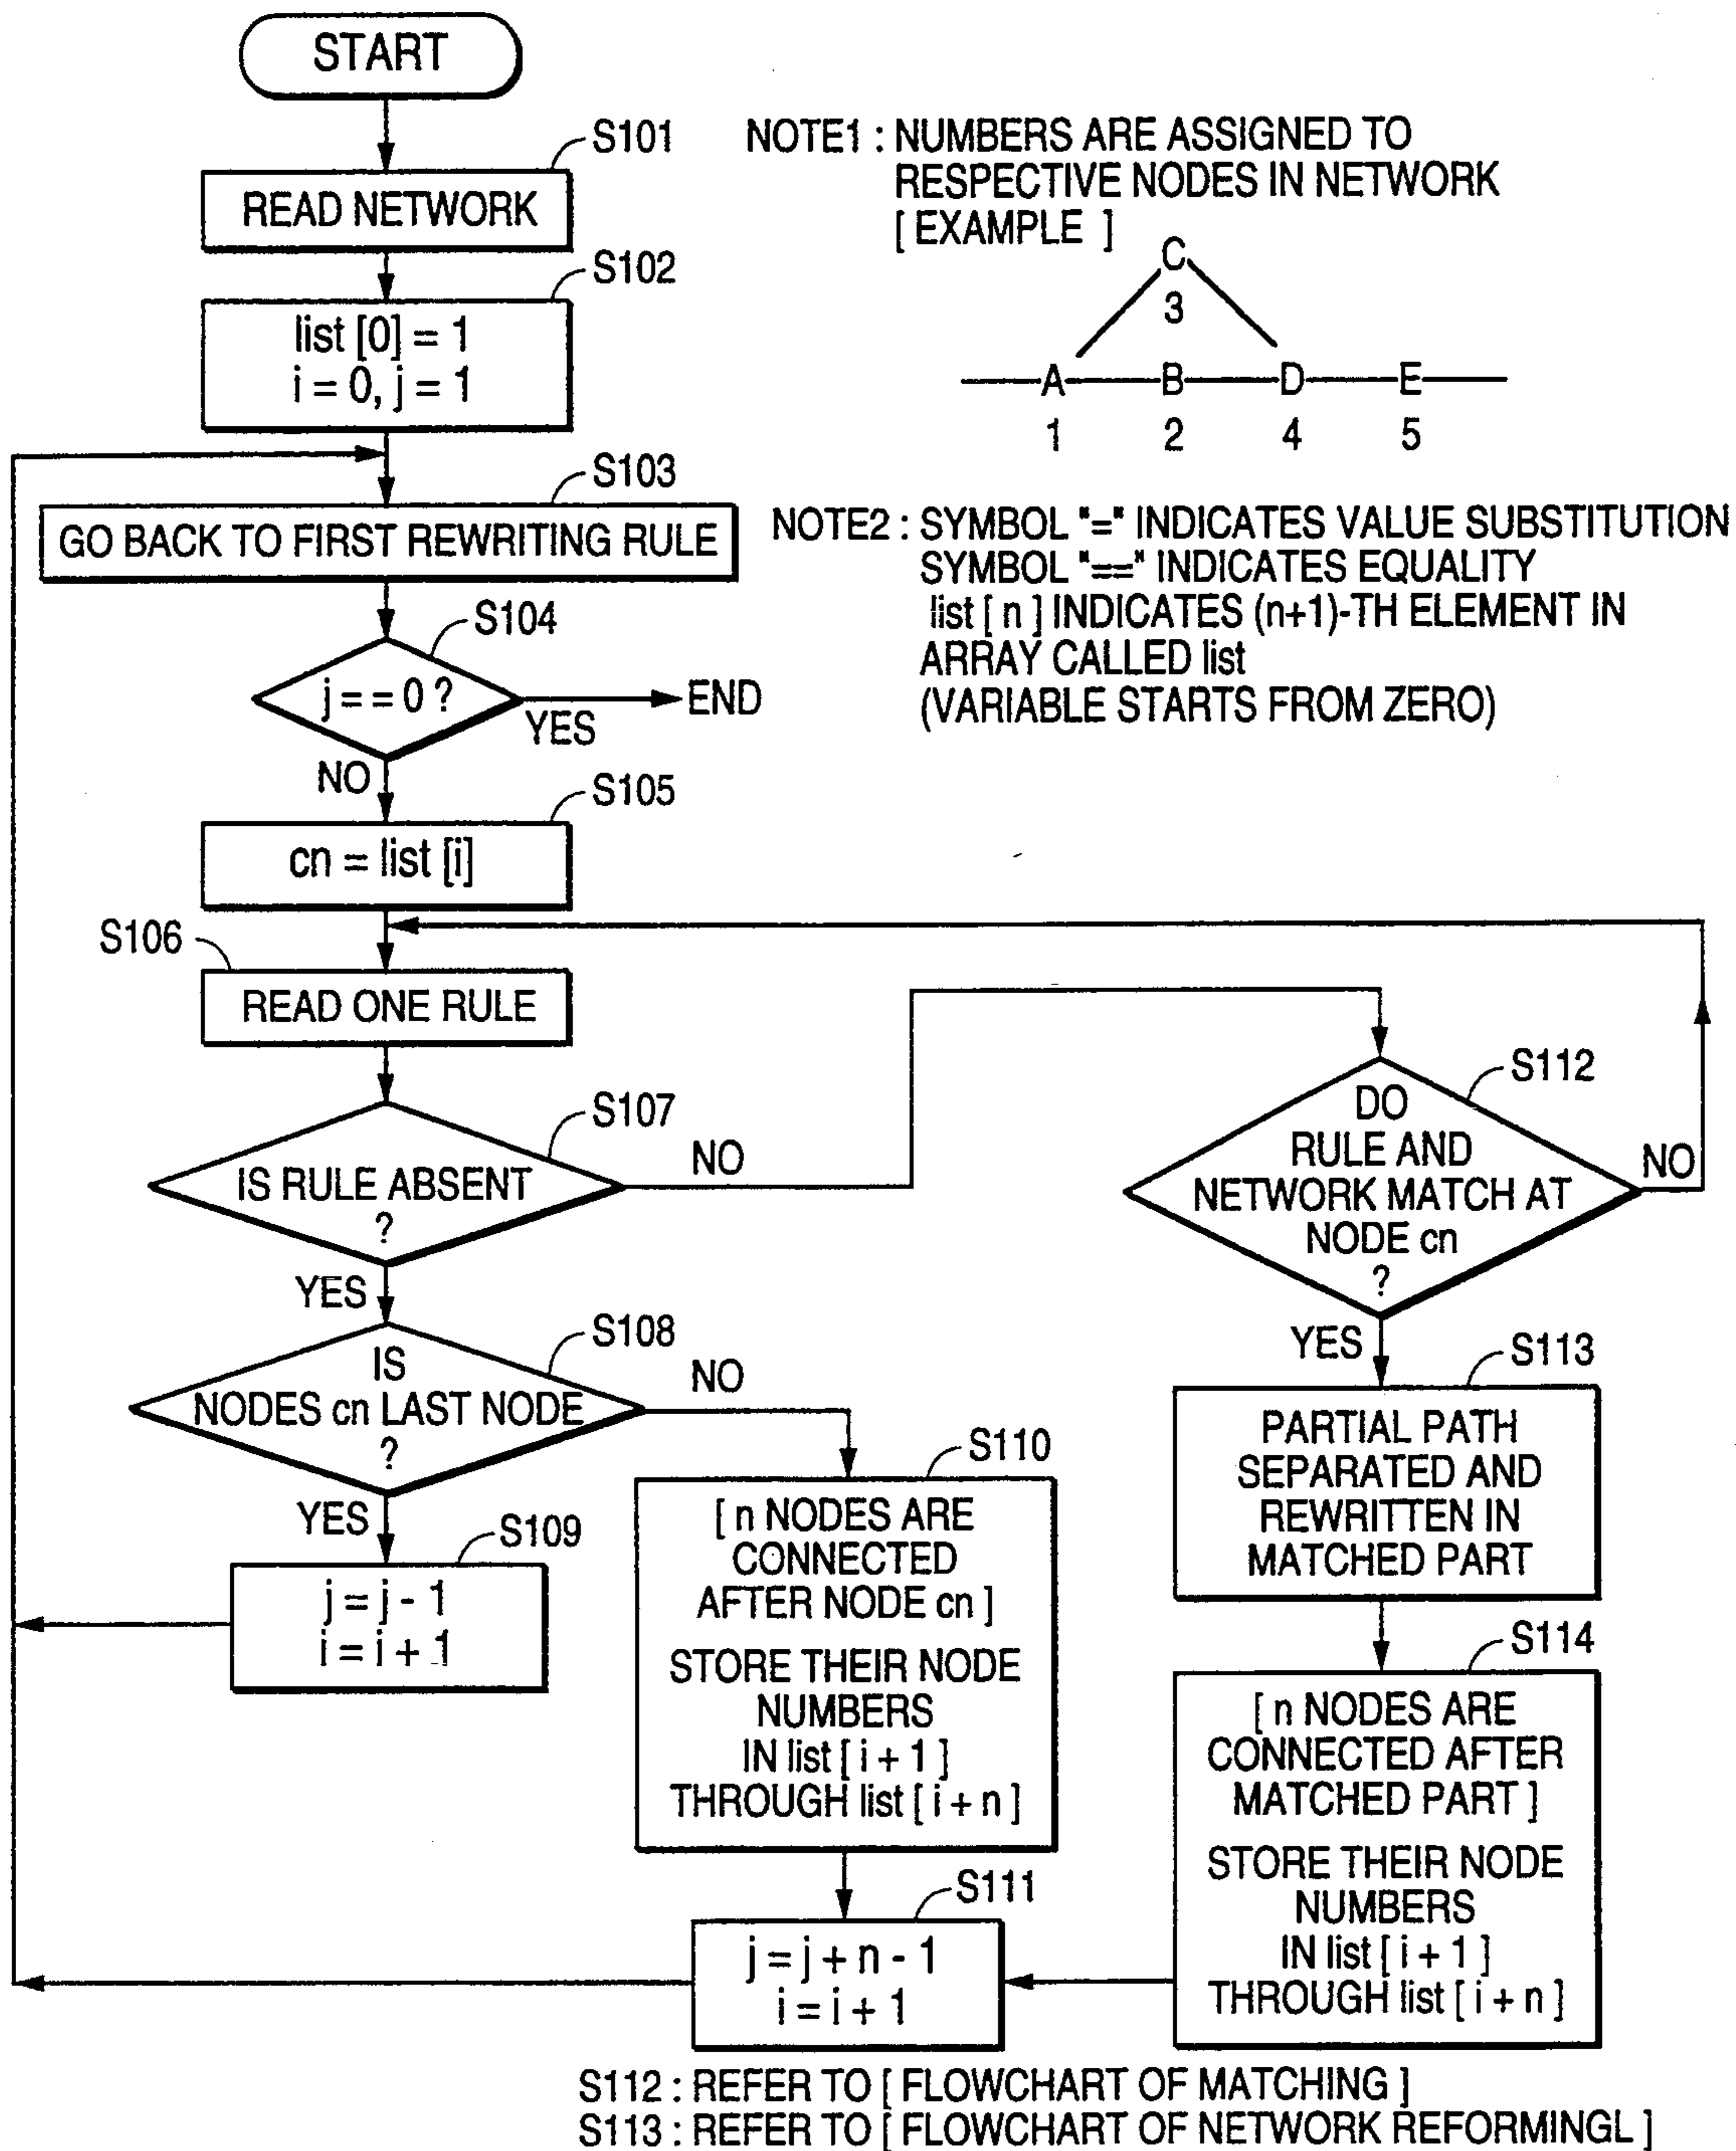 START
S101
READ NETWORK
S102
list [0] = 1
i = 0, j = 1
NOTE1 : NUMBERS ARE ASSIGNED TO
RESPECTIVE NODES IN NETWORK
[ EXAMPLE ]
C
3
A B D E
1 2 4 5
S103
GO BACK TO FIRST REWRITING RULE
NOTE2 : SYMBOL "=" INDICATES VALUE SUBSTITUTION
SYMBOL "==" INDICATES EQUALITY
list [ n ] INDICATES (n+1)-TH ELEMENT IN
ARRAY CALLED list
(VARIABLE STARTS FROM ZERO)
S104
j = = 0 ?
YES
END
NO
S105
cn = list [i]
S106
READ ONE RULE
S107
IS RULE ABSENT
?
NO
YES
S112
DO
RULE AND
NETWORK MATCH AT
NODE cn
?
NO
YES
S108
IS
NODES cn LAST NODE
?
NO
YES
S109
j = j - 1
i = i + 1
S110
[ n NODES ARE
CONNECTED
AFTER NODE cn ]
STORE THEIR NODE
NUMBERS
IN list [ i + 1 ]
THROUGH list [ i + n ]
S113
PARTIAL PATH
SEPARATED AND
REWRITTEN IN
MATCHED PART
S114
[ n NODES ARE
CONNECTED AFTER
MATCHED PART ]
STORE THEIR NODE
NUMBERS
IN list [ i + 1 ]
THROUGH list [ i + n ]
S111
j = j + n - 1
i = i + 1
S112 : REFER TO [ FLOWCHART OF MATCHING ]
S113 : REFER TO [ FLOWCHART OF NETWORK REFORMINGL ]